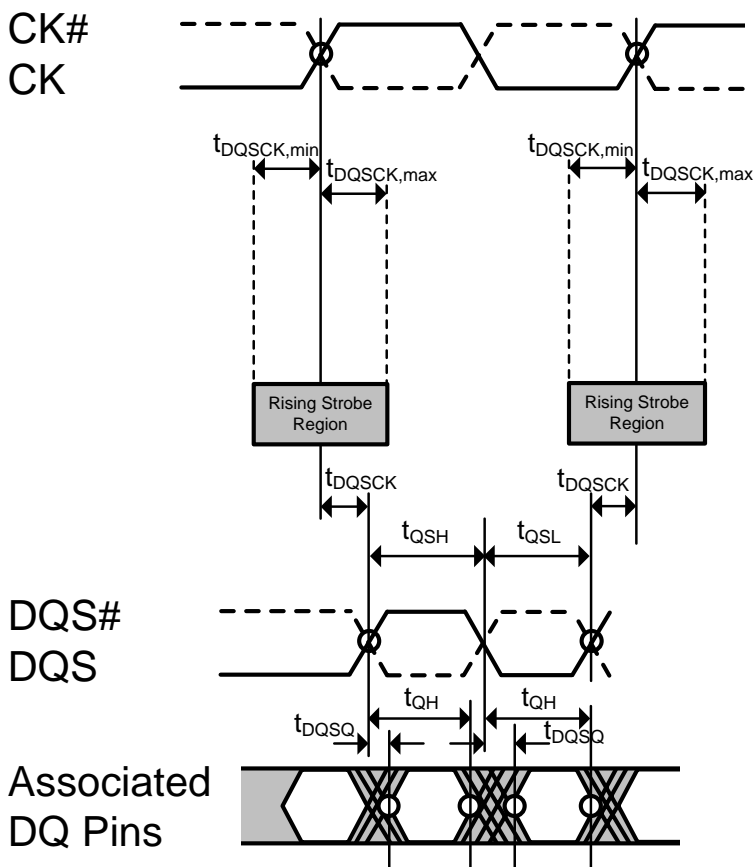 CK#
CK
tDQSCK,min
tDQSCK,max
tDQSCK,min
tDQSCK,max
Rising Strobe
Region
Rising Strobe
Region
tDQSCK
tDQSCK
tQSH
tQSL
DQS#
DQS
tQH
tQH
tDQSQ
tDQSQ
Associated
DQ Pins